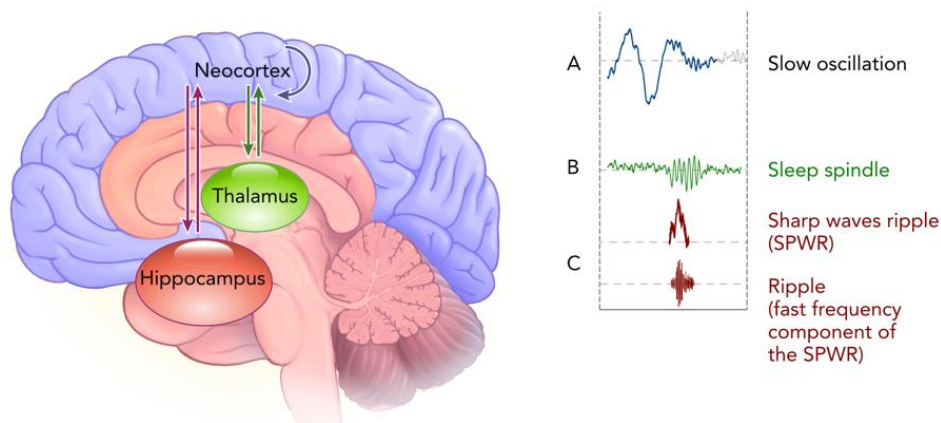 Neocortex
Thalamus
Hippocampus
A
Slow oscillation
B
Sleep spindle
Sharp waves ripple
(SPWR)
C
Ripple
(fast frequency
component of
the SPWR)